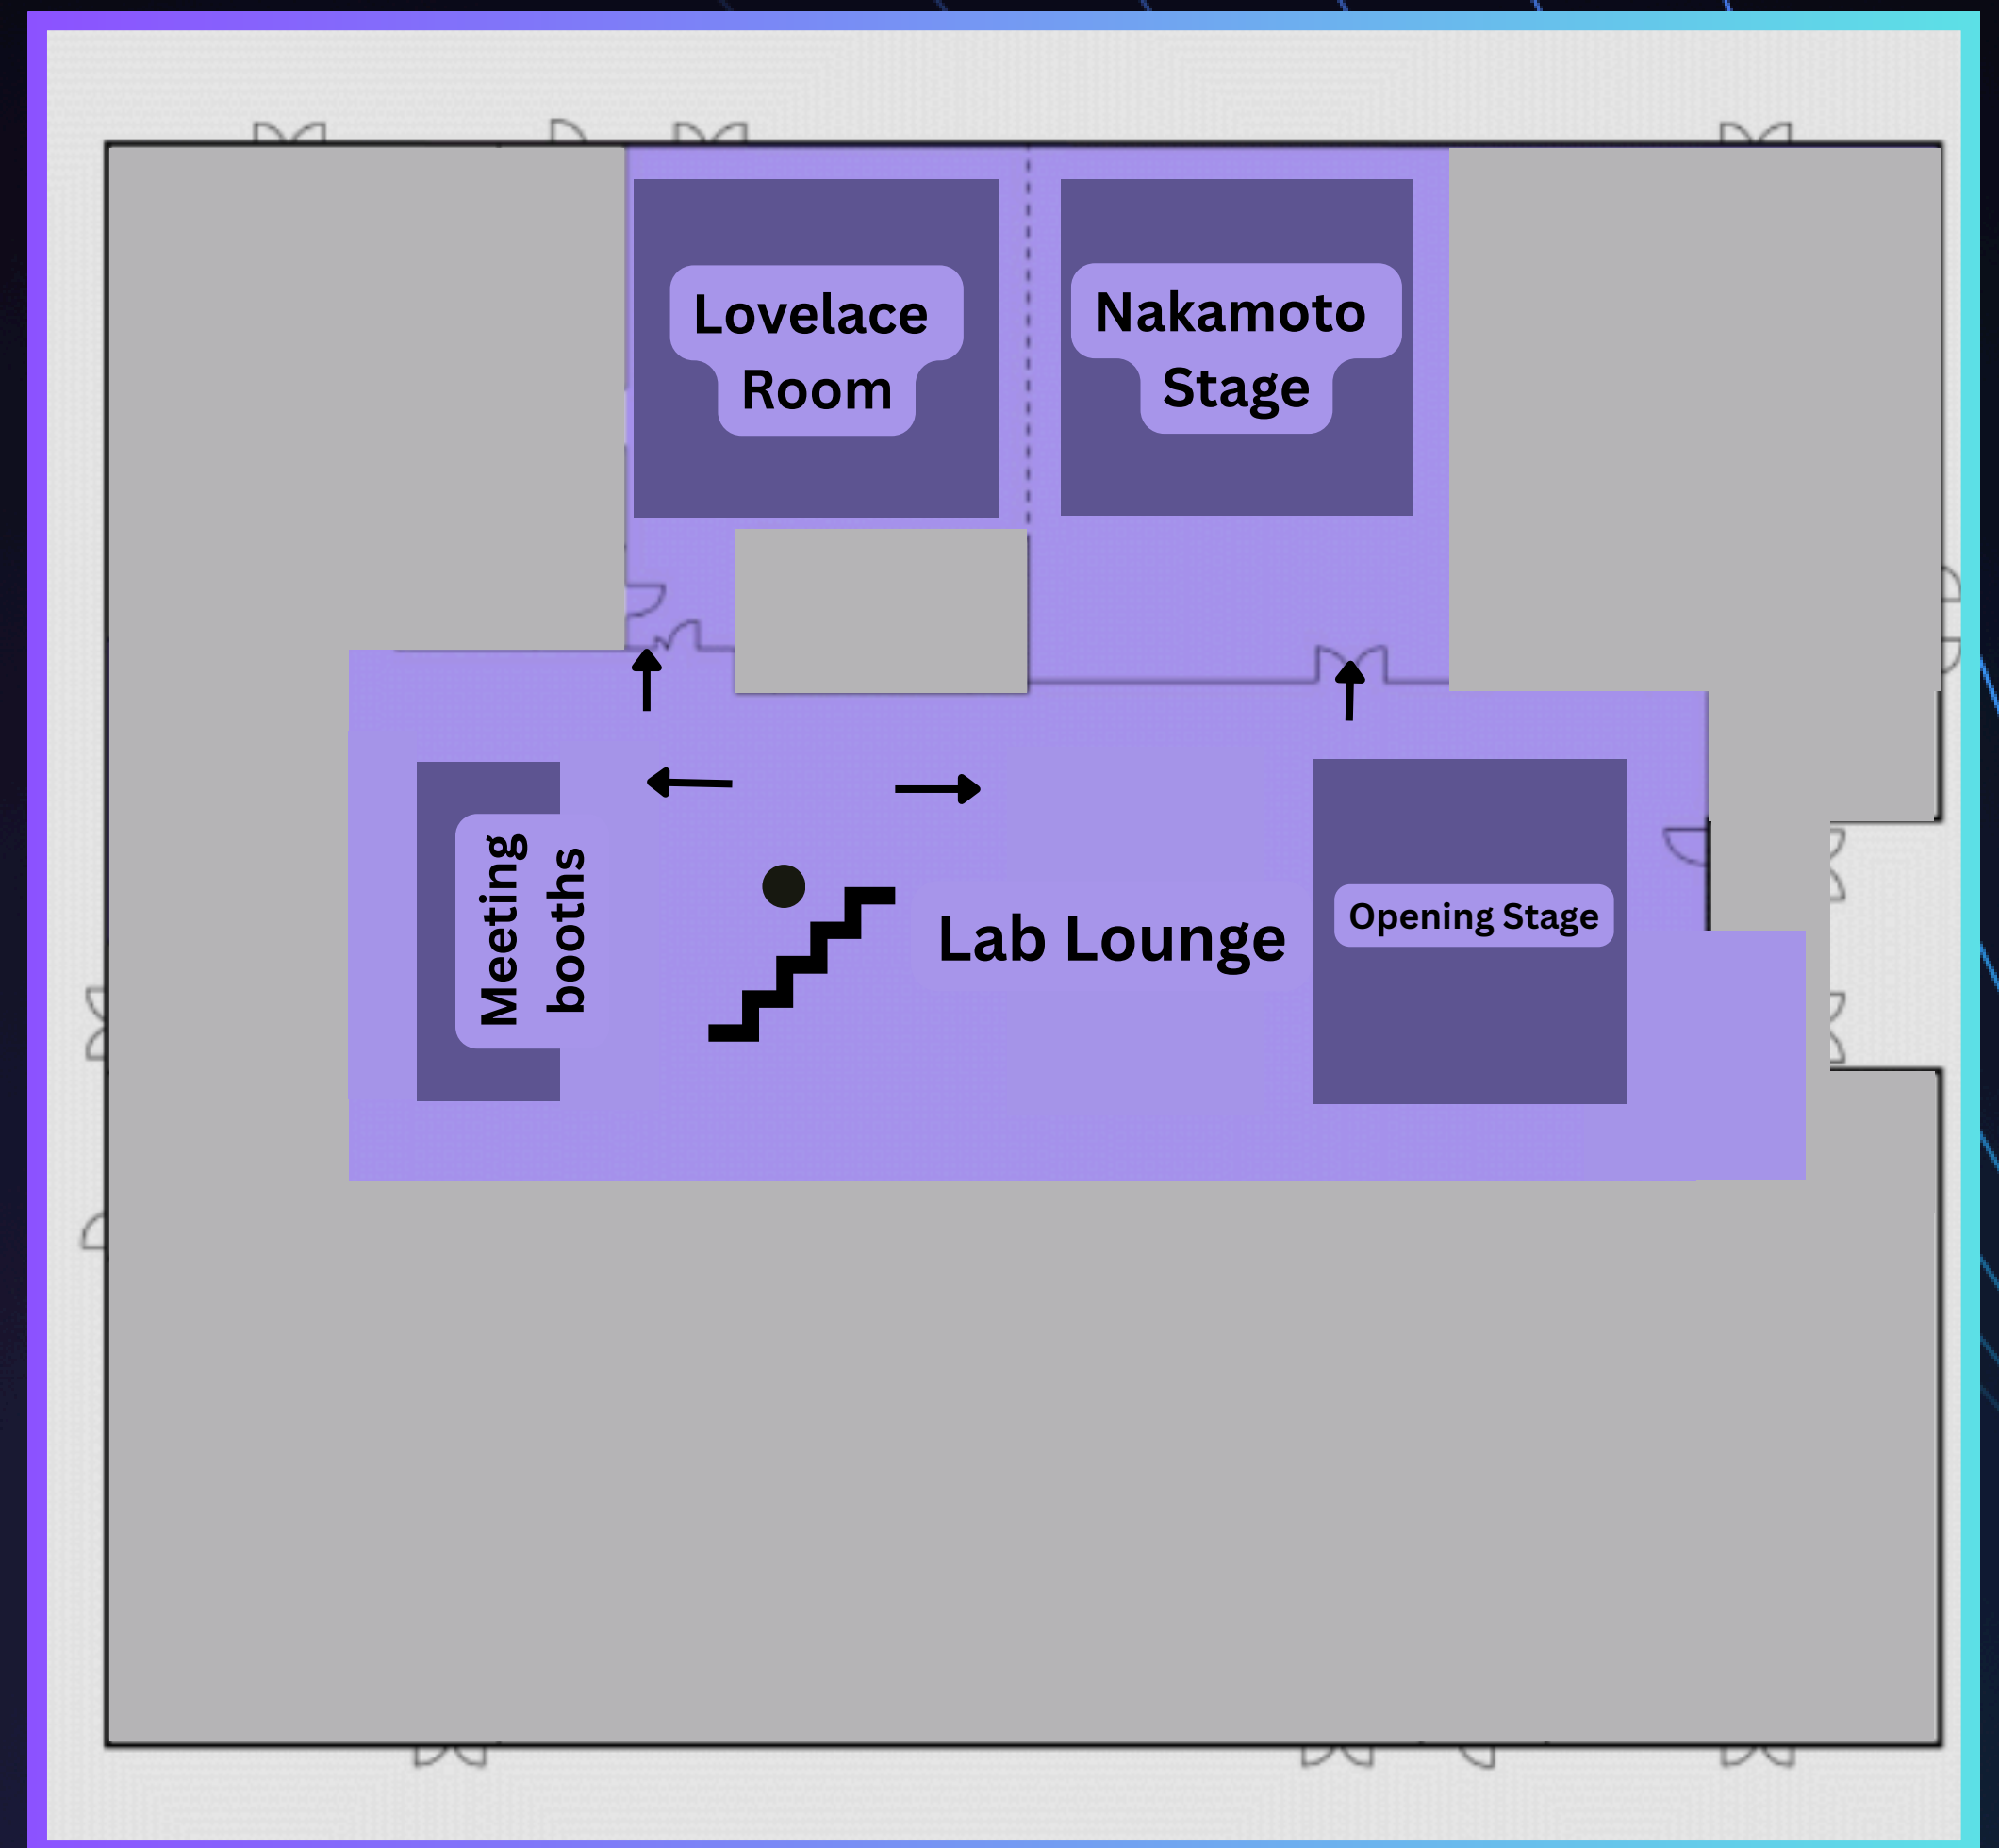 Lovelace
Room
Nakamoto
Stage
Meeting
booths
Lab Lounge
Opening Stage